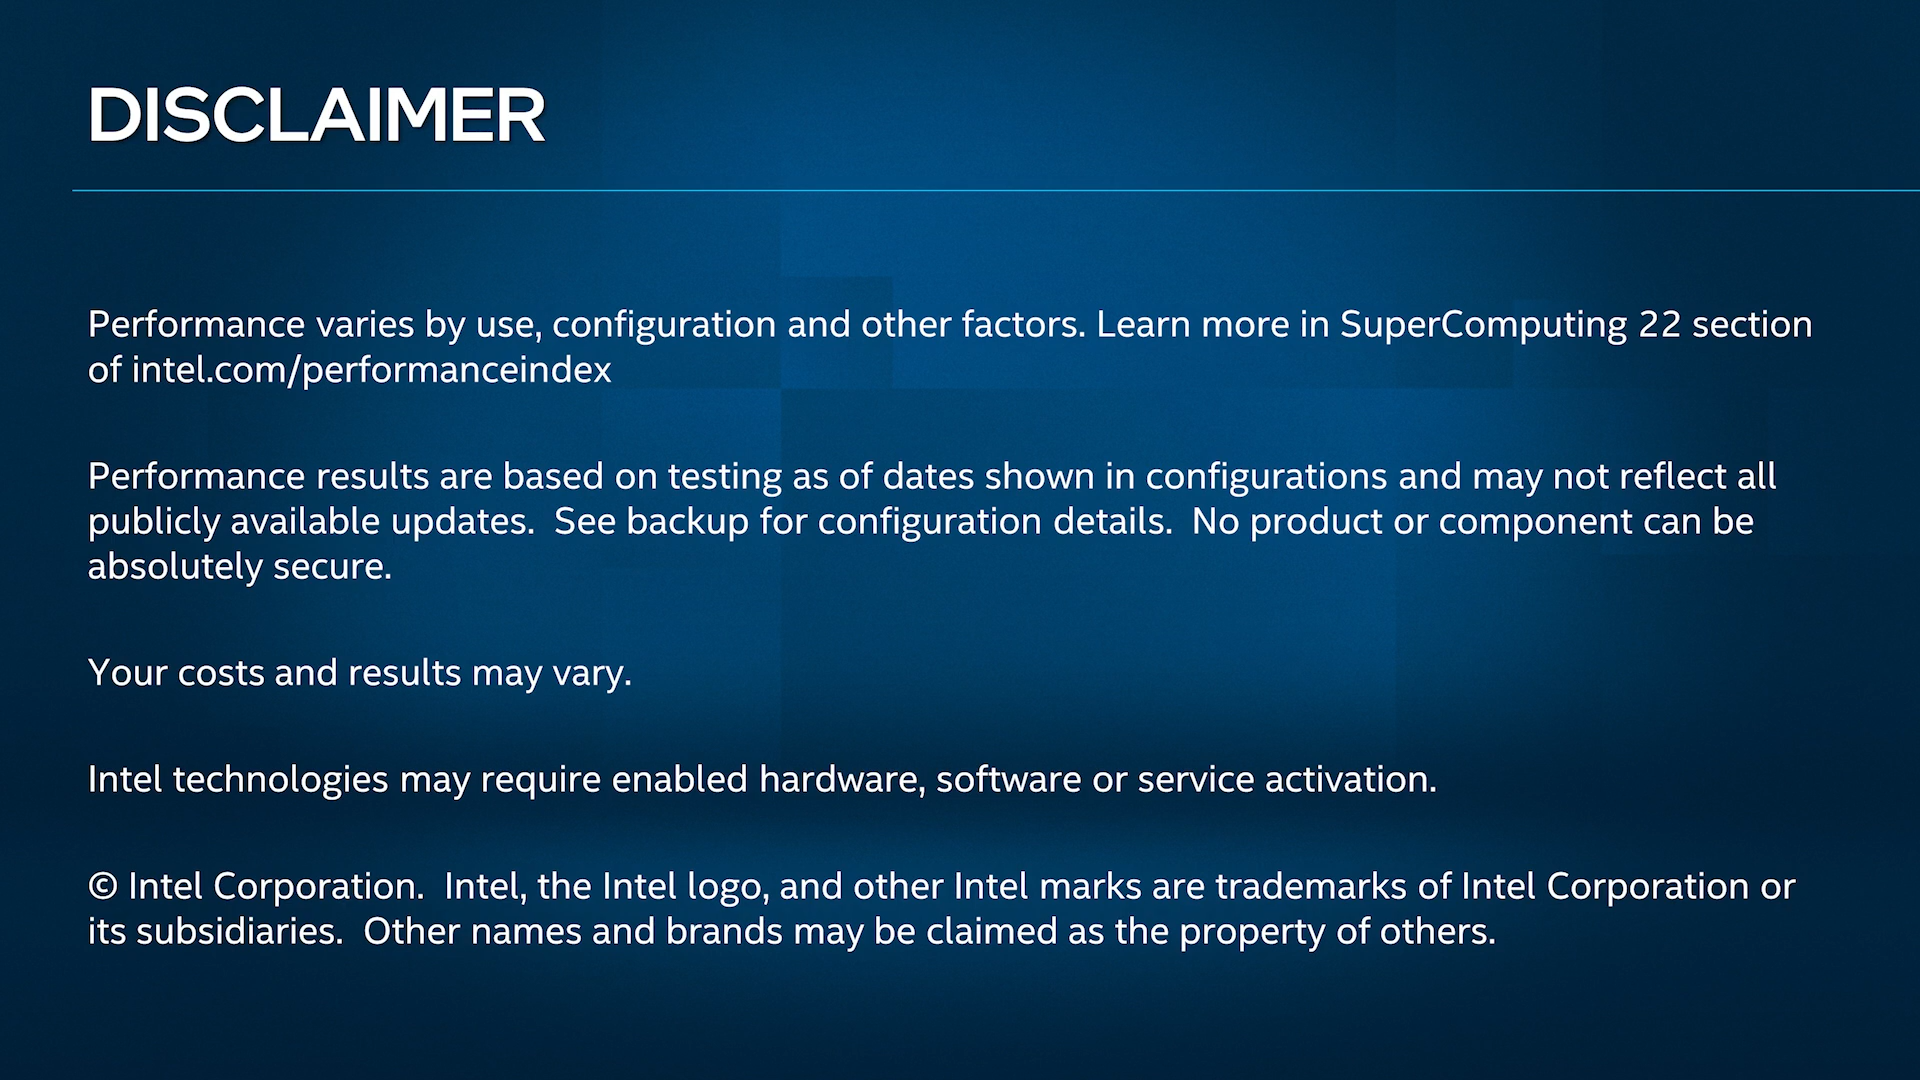 DISCLAIMER
Performance varies by use, configuration and other factors. Learn more in SuperComputing 22 section
of intel.com/performanceindex
Performance results are based on testing as of dates shown in configurations and may not reflect all
publicly available updates.  See backup for configuration details.  No product or component can be
absolutely secure.
Your costs and results may vary.
Intel technologies may require enabled hardware, software or service activation.
© Intel Corporation.  Intel, the Intel logo, and other Intel marks are trademarks of Intel Corporation or
its subsidiaries.  Other names and brands may be claimed as the property of others.